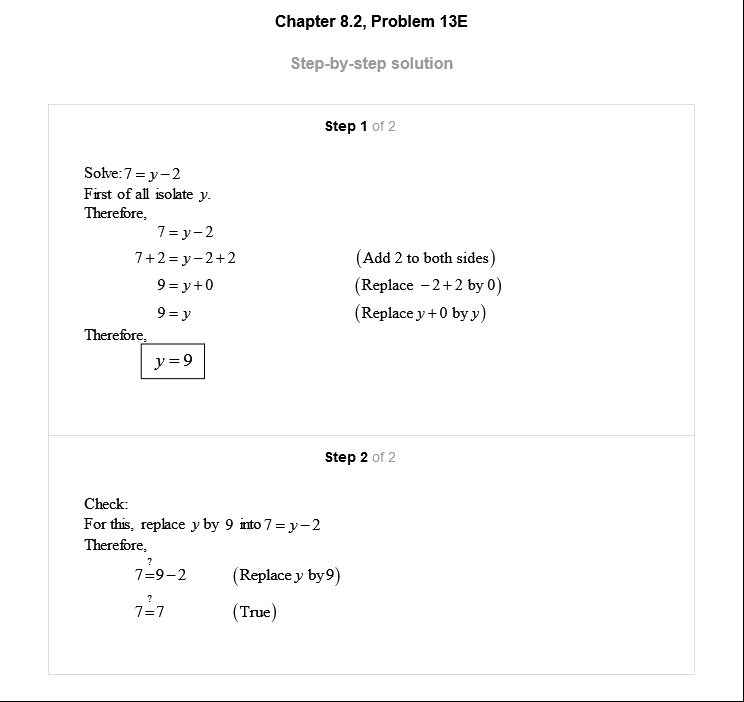 Chapter 8.2, Problem 13E
Step-by-step solution
Step 1 of 2
Solve: 7 = y − 2
First of all isolate y.
Therefore,
7 = y − 2
7 + 2 = y − 2 + 2 (Add 2 to both sides)
9 = y + 0 (Replace − 2 + 2 by 0)
9 = y (Replace y + 0 by y)
Therefore,
y = 9
Step 2 of 2
Check:
For this, replace y by 9 into 7 = y − 2
Therefore,
?
7 = 9 − 2 (Replace y by 9)
?
7 = 7 (True)